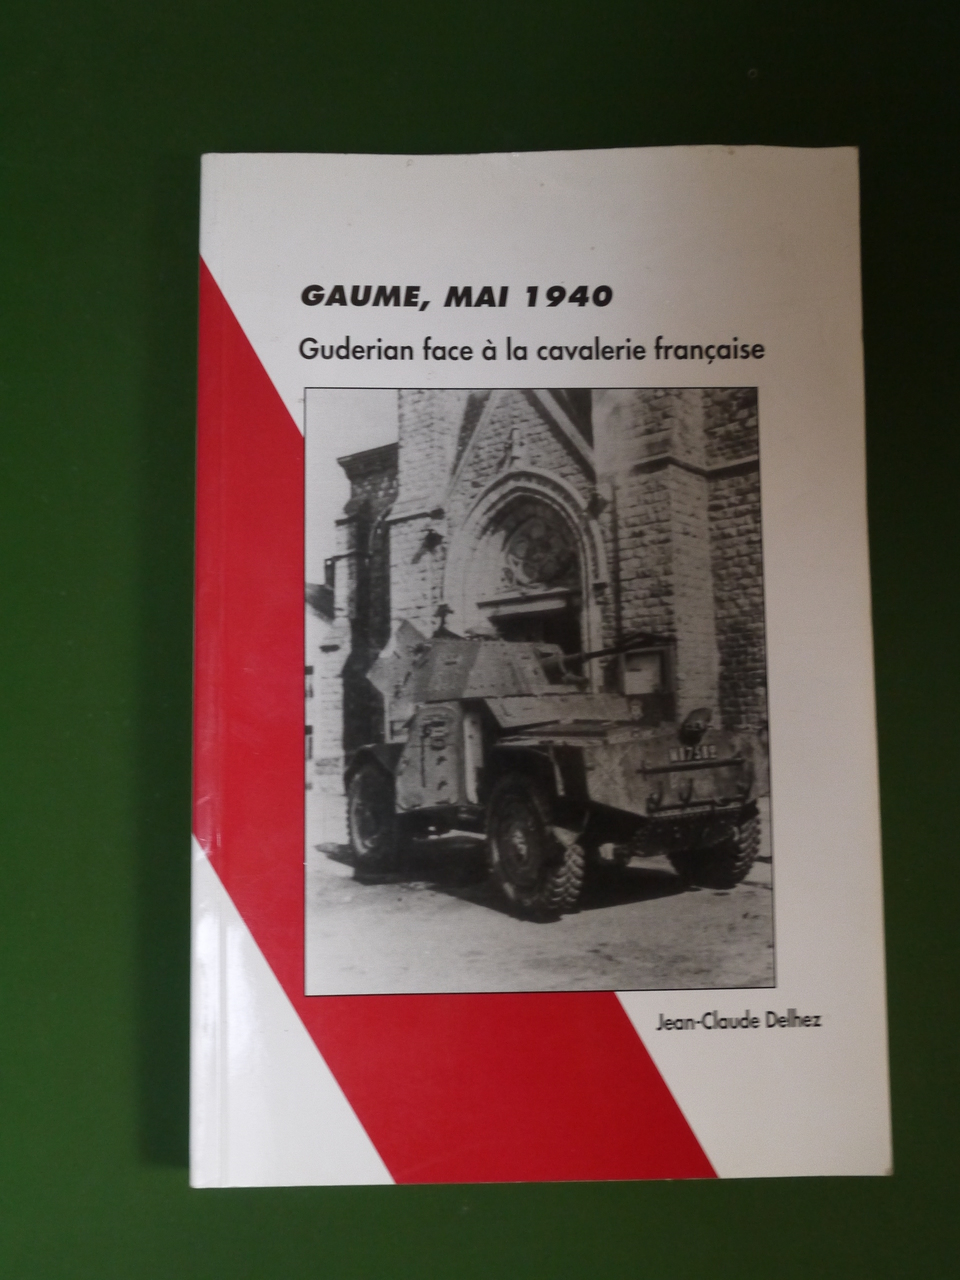 GAUME, MAI 1940
Guderian face à la cavalerie française
Jean-Claude Delhez